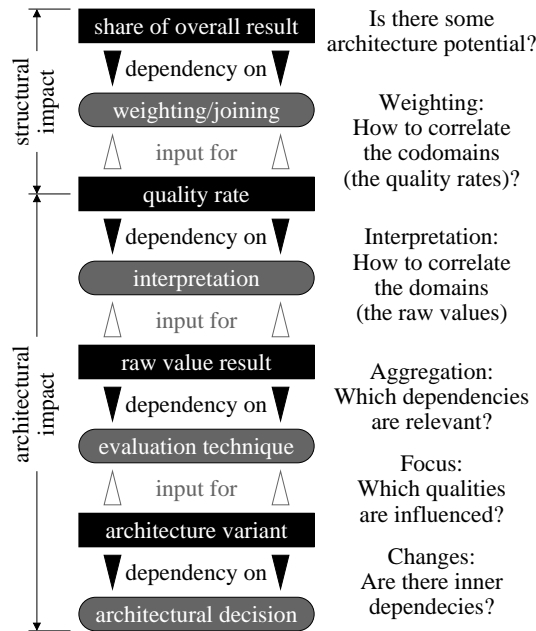 share of overall result
dependency on
weighting/joining
input for
quality rate
dependency on
interpretation
input for
raw value result
dependency on
evaluation technique
input for
architecture variant
dependency on
architectural decision
structural
impact
architectural
impact
Is there some
architecture potential?
Weighting:
How to correlate
the codomains
(the quality rates)?
Interpretation:
How to correlate
the domains
(the raw values)
Aggregation:
Which dependencies
are relevant?
Focus:
Which qualities
are influenced?
Changes:
Are there inner
dependecies?